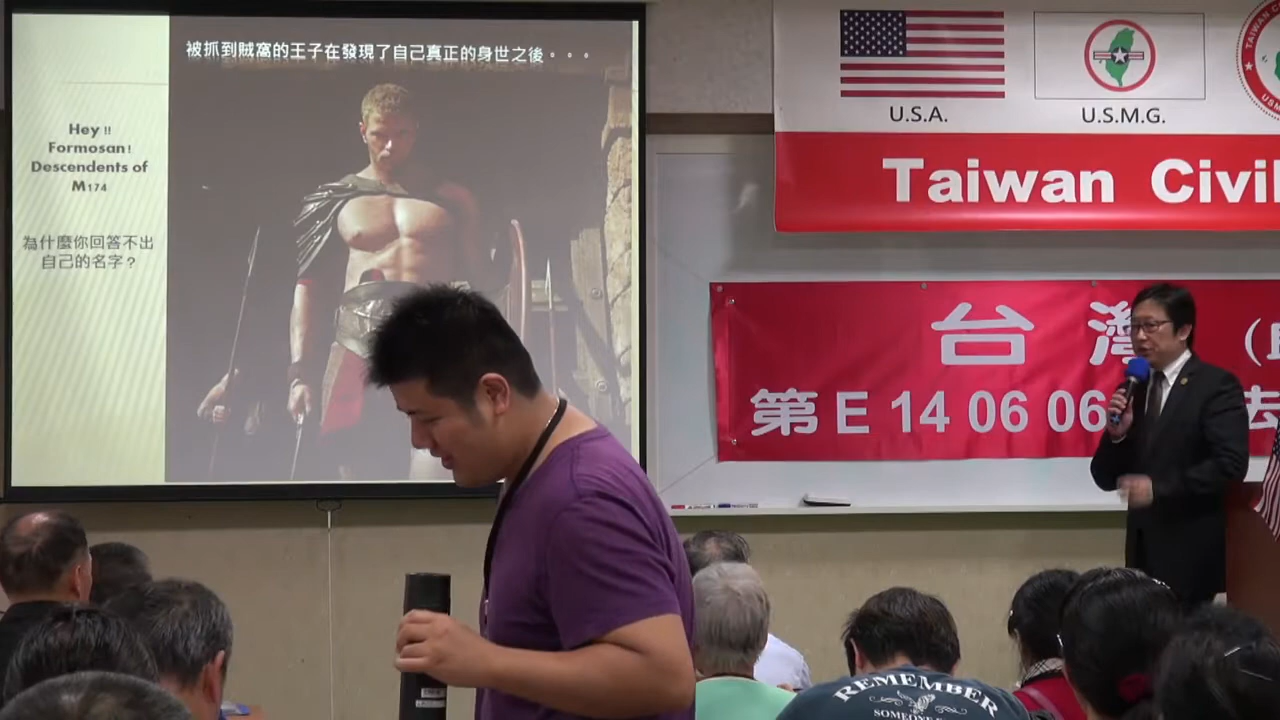 被抓到賊窩的王子在發現了自己真正的身世之後...
Hey !!
Formosan!
Descendents of
M174
為什麼你回答不出
自己的名字?
U.S.A.
U.S.M.G.
Taiwan Civil
台灣
第E 14 06 06
REMEMBER